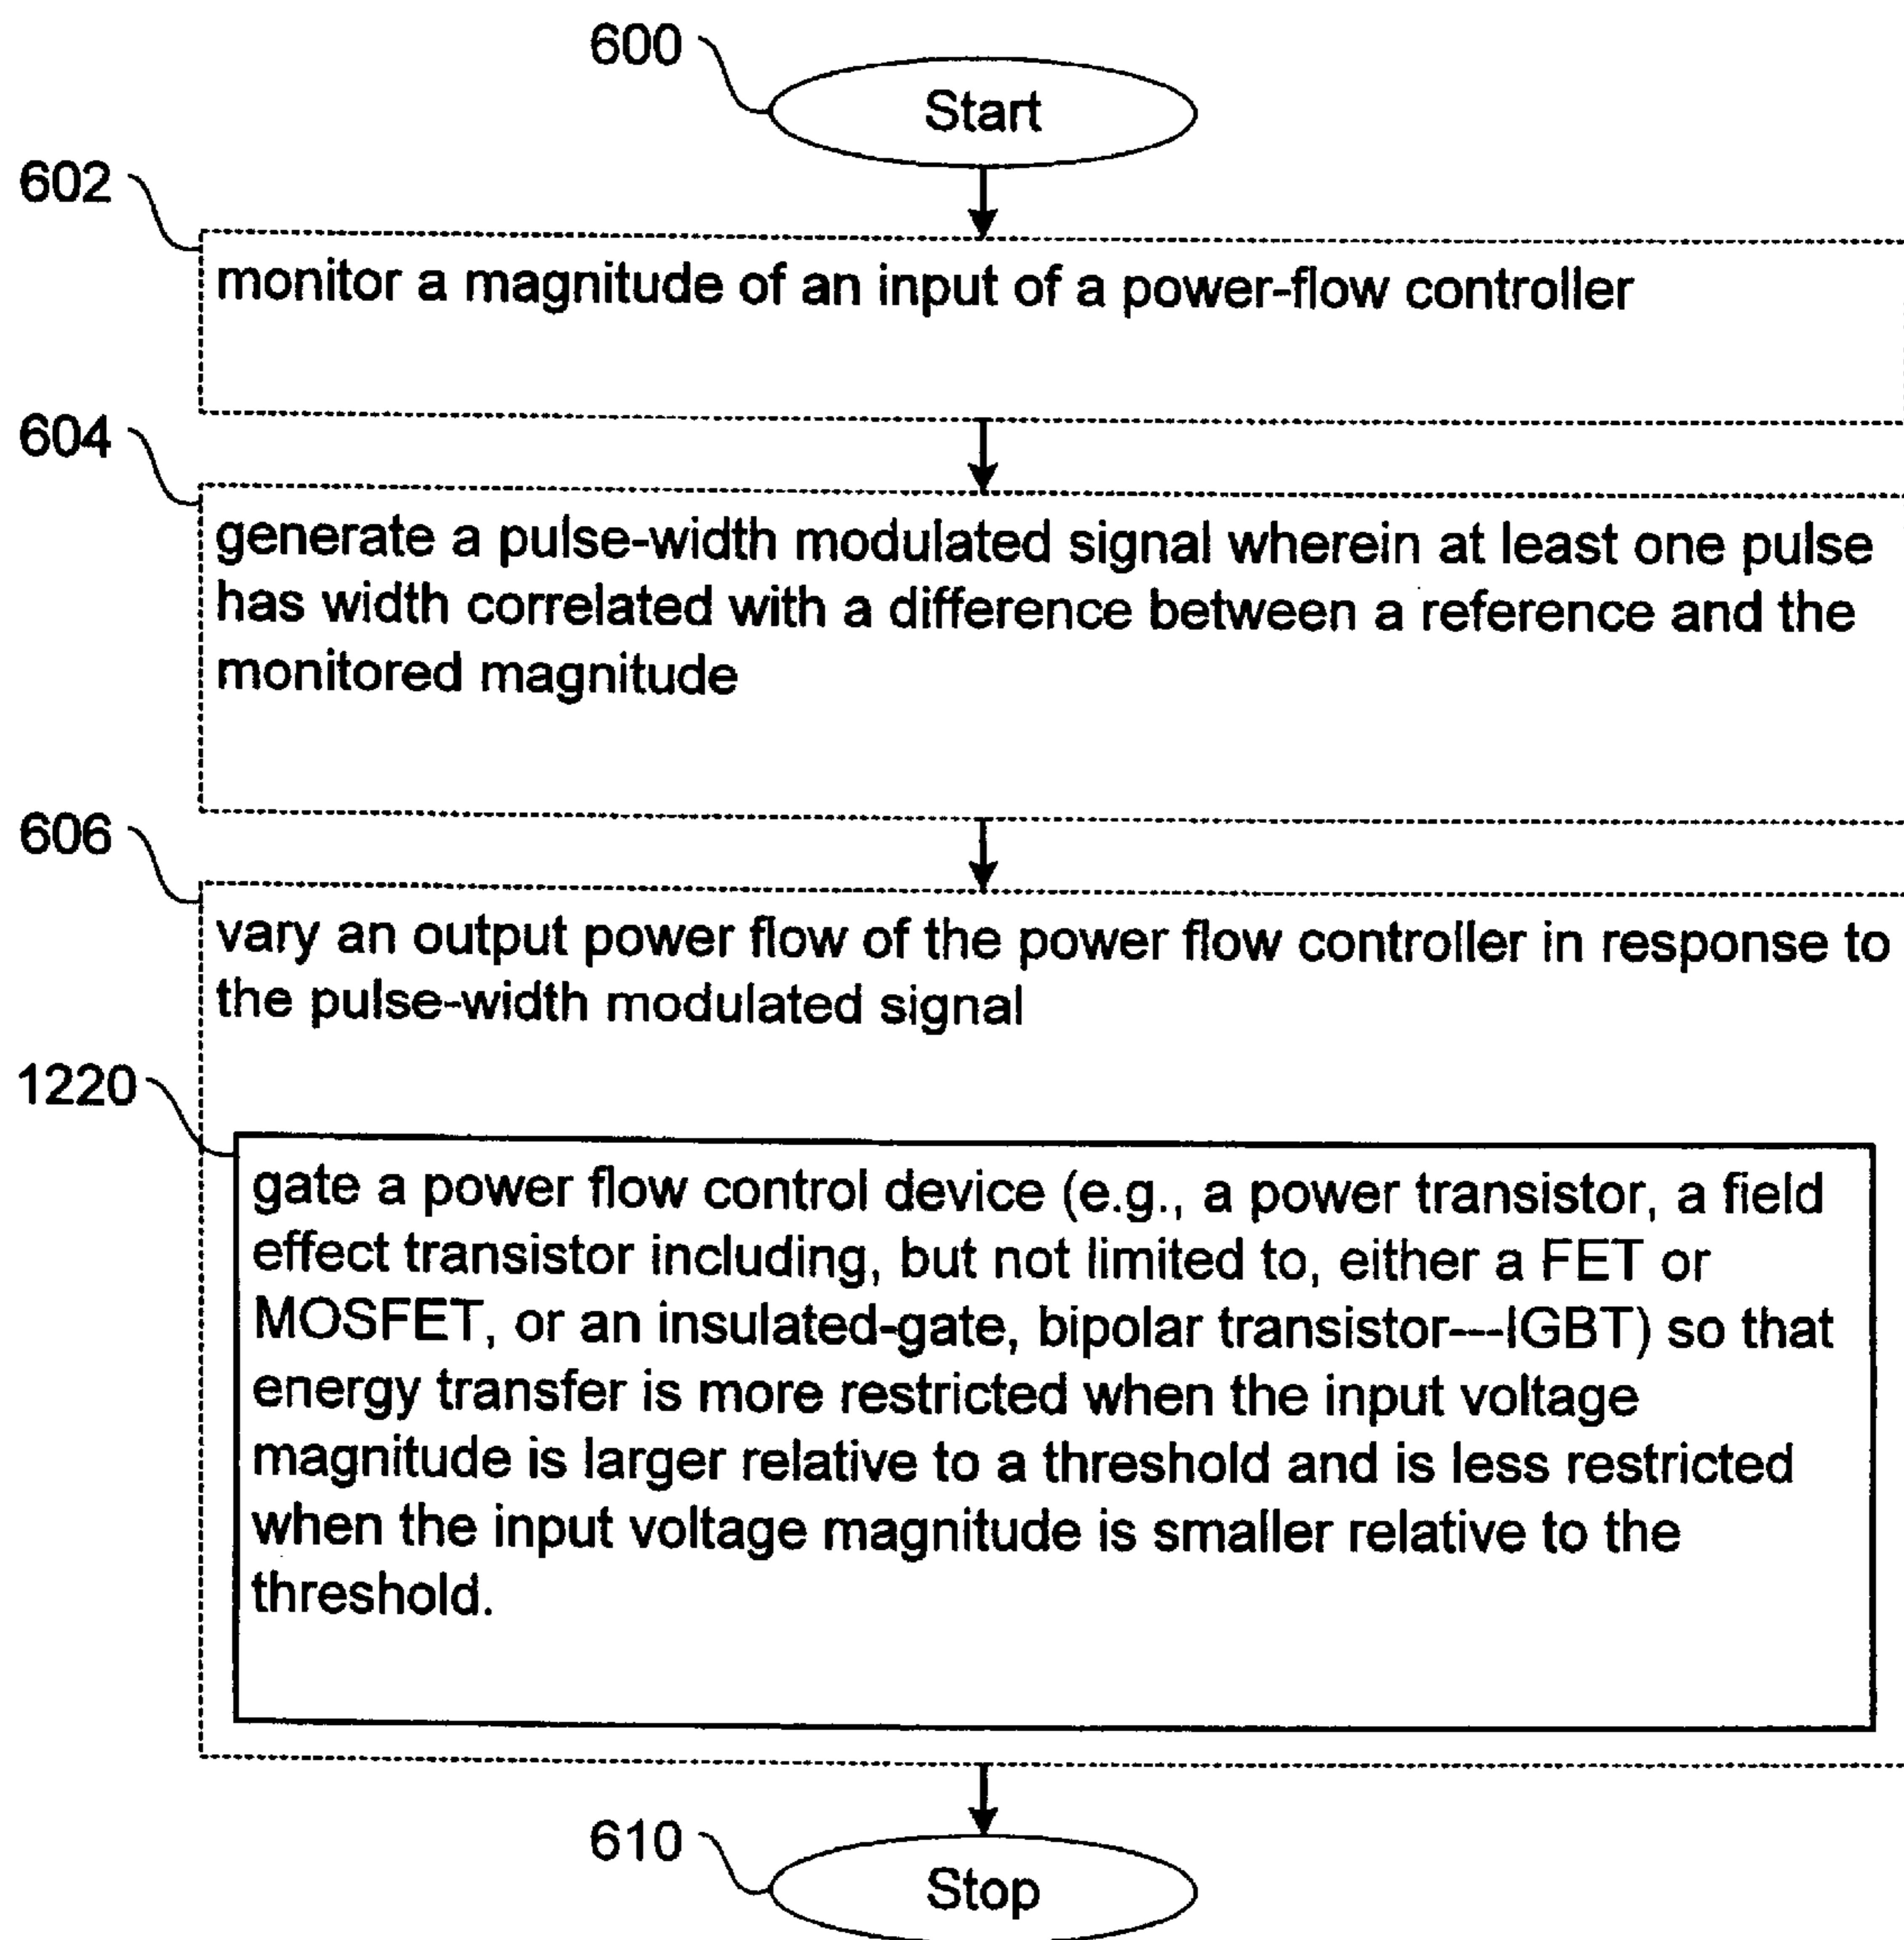 600
Start
602
monitor a magnitude of an input of a power-flow controller
604
generate a pulse-width modulated signal wherein at least one pulse
has width correlated with a difference between a reference and the
monitored magnitude
606
vary an output power flow of the power flow controller in response to
the pulse-width modulated signal
1220
gate a power flow control device (e.g., a power transistor, a field
effect transistor including, but not limited to, either a FET or
MOSFET, or an insulated-gate, bipolar transistor---IGBT) so that
energy transfer is more restricted when the input voltage
magnitude is larger relative to a threshold and is less restricted
when the input voltage magnitude is smaller relative to the
threshold.
610
Stop